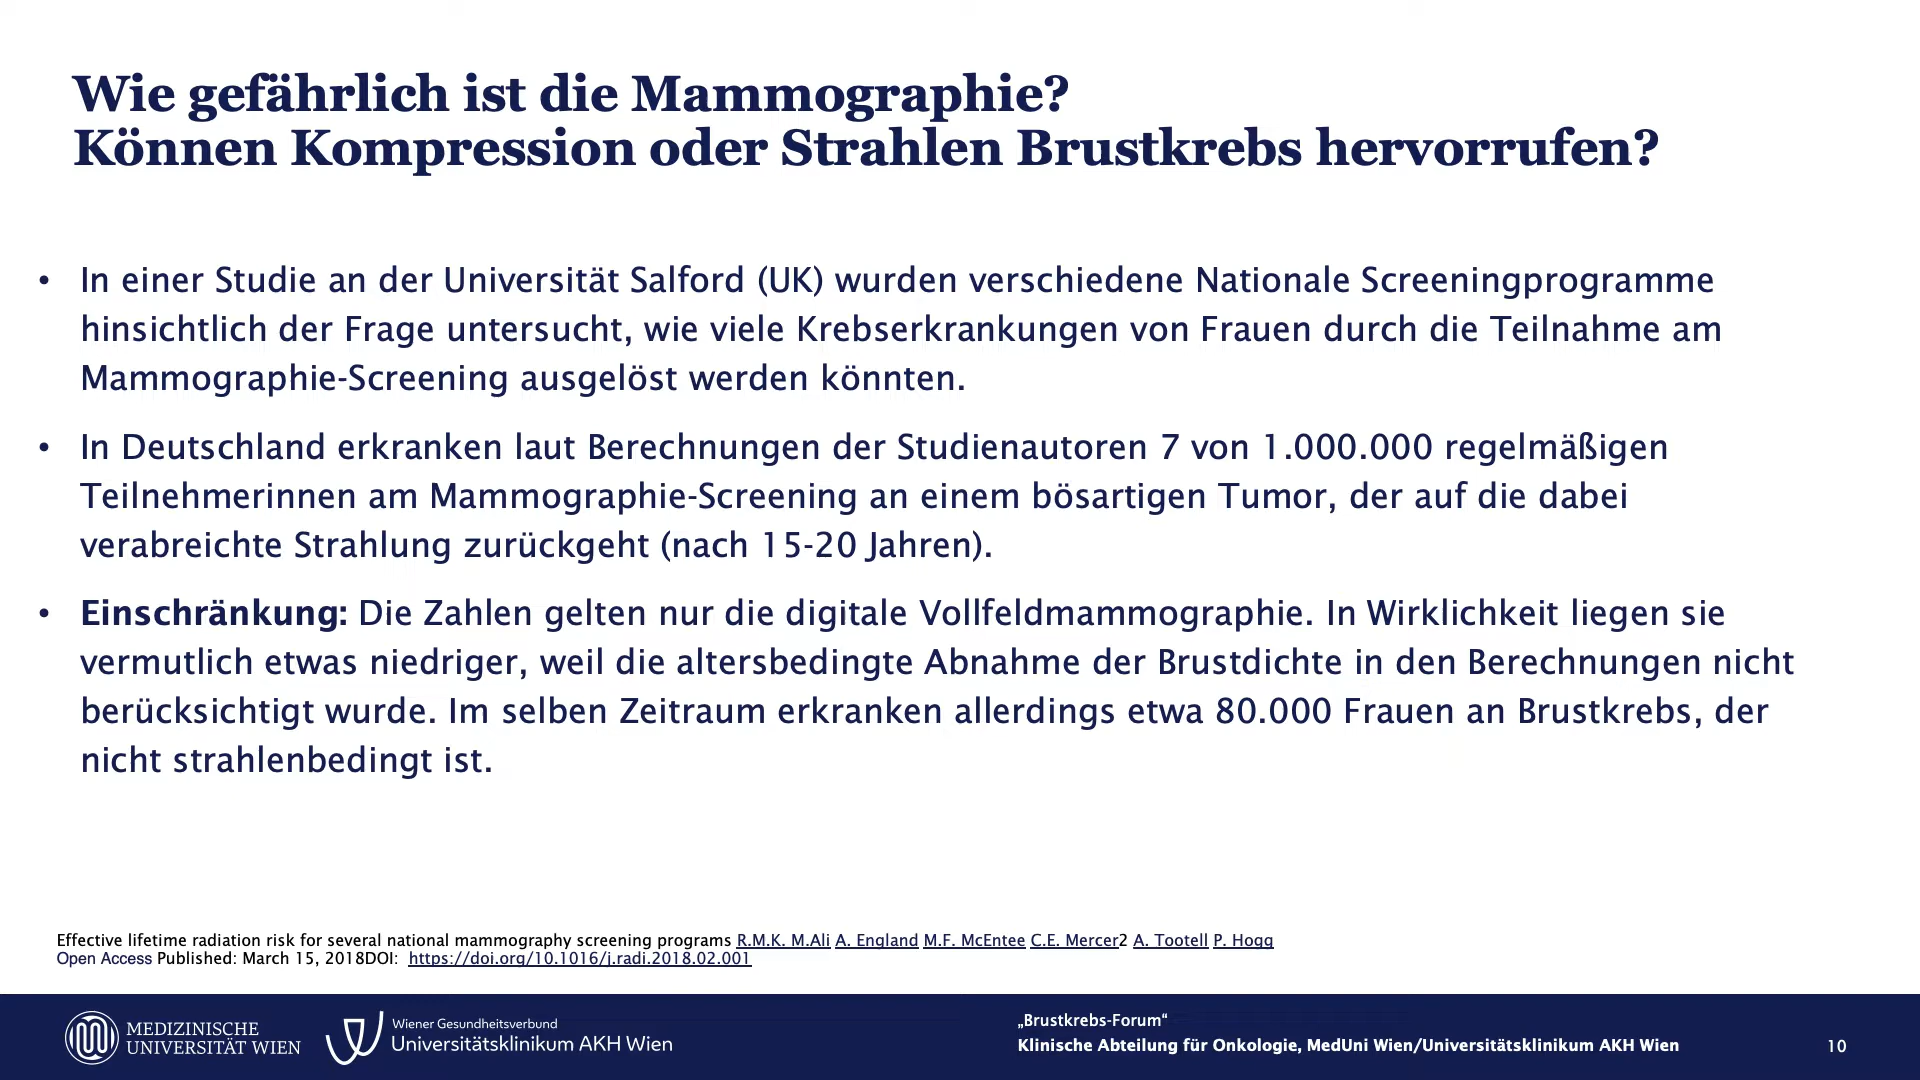 Wie gefährlich ist die Mammographie?
Können Kompression oder Strahlen Brustkrebs hervorrufen?
• In einer Studie an der Universität Salford (UK) wurden verschiedene Nationale Screeningprogramme
hinsichtlich der Frage untersucht, wie viele Krebserkrankungen von Frauen durch die Teilnahme am
Mammographie-Screening ausgelöst werden könnten.
• In Deutschland erkranken laut Berechnungen der Studienautoren 7 von 1.000.000 regelmäßigen
Teilnehmerinnen am Mammographie-Screening an einem bösartigen Tumor, der auf die dabei
verabreichte Strahlung zurückgeht (nach 15-20 Jahren).
• Einschränkung: Die Zahlen gelten nur die digitale Vollfeldmammographie. In Wirklichkeit liegen sie
vermutlich etwas niedriger, weil die altersbedingte Abnahme der Brustdichte in den Berechnungen nicht
berücksichtigt wurde. Im selben Zeitraum erkranken allerdings etwa 80.000 Frauen an Brustkrebs, der
nicht strahlenbedingt ist.
Effective lifetime radiation risk for several national mammography screening programs R.M.K. M.Ali A. England M.F. McEntee C.E. Mercer2 A. Tootell P. Hogg
Open Access Published: March 15, 2018DOI: https://doi.org/10.1016/j.radi.2018.02.001
MEDIZINISCHE
UNIVERSITÄT WIEN
Wiener Gesundheitsverbund
Universitätsklinikum AKH Wien
„Brustkrebs-Forum“
Klinische Abteilung für Onkologie, MedUni Wien/Universitätsklinikum AKH Wien
10